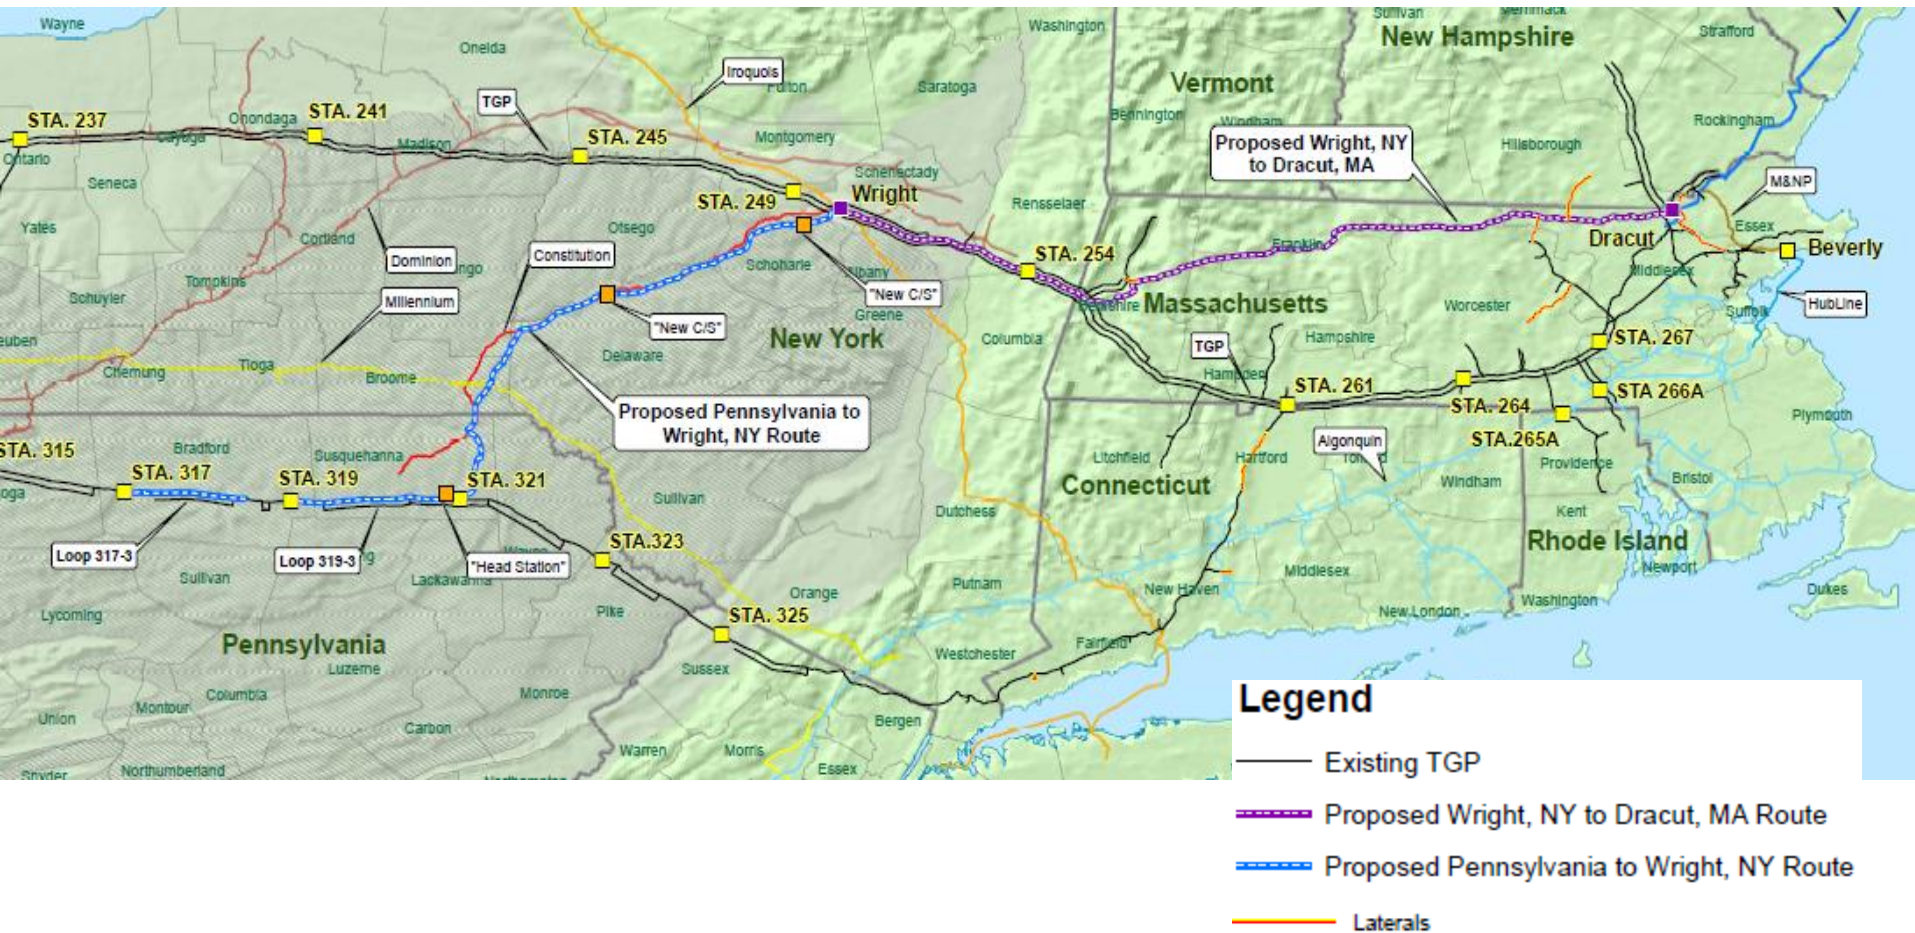 Wayne
Oneida
Washington
Sullivan
Merrimack
New Hampshire
Strafford
Iroquois
Fulton
Saratoga
Vermont
TGP
STA. 237
Onondaga
STA. 241
Bennington
Windham
Rockingham
Cayuga
Madison
STA. 245
Montgomery
Proposed Wright, NY
to Dracut, MA
Hillsborough
Ontario
Seneca
Schenectady
M&NP
STA. 249
Wright
Rensselaer
Yates
Cortland
Otsego
Essex
Dracut
Beverly
Franklin
Dominion
Constitution
STA. 254
Schoharie
Albany
Middlesex
Tompkins
Schuyler
Millennium
"New C/S"
Greene
Berkshire
Massachusetts
Worcester
HubLine
Suffolk
"New C/S"
New York
Columbia
TGP
Hampshire
STA. 267
Delaware
Chemung
Tioga
Broome
Hampden
STA. 261
STA 266A
STA. 264
Proposed Pennsylvania to
Wright, NY Route
Plymouth
STA. 315
Bradford
Susquehanna
Algonquin
STA.265A
Litchfield
Hartford
Providence
STA. 317
STA. 319
STA. 321
Connecticut
Windham
Bristol
Sullivan
Dutchess
Kent
Rhode Island
STA.323
Loop 317-3
Loop 319-3
"Head Station"
Wayne
Newport
Sullivan
Lackawanna
Putnam
New Haven
Middlesex
Dukes
Lycoming
Pike
Orange
New London
Washington
STA. 325
Pennsylvania
Luzerne
Sussex
Westchester
Fairfield
Columbia
Montour
Monroe
Union
Carbon
Bergen
Warren
Morris
Essex
Snyder
Northumberland
Northampton
Legend
Existing TGP
Proposed Wright, NY to Dracut, MA Route
Proposed Pennsylvania to Wright, NY Route
Laterals